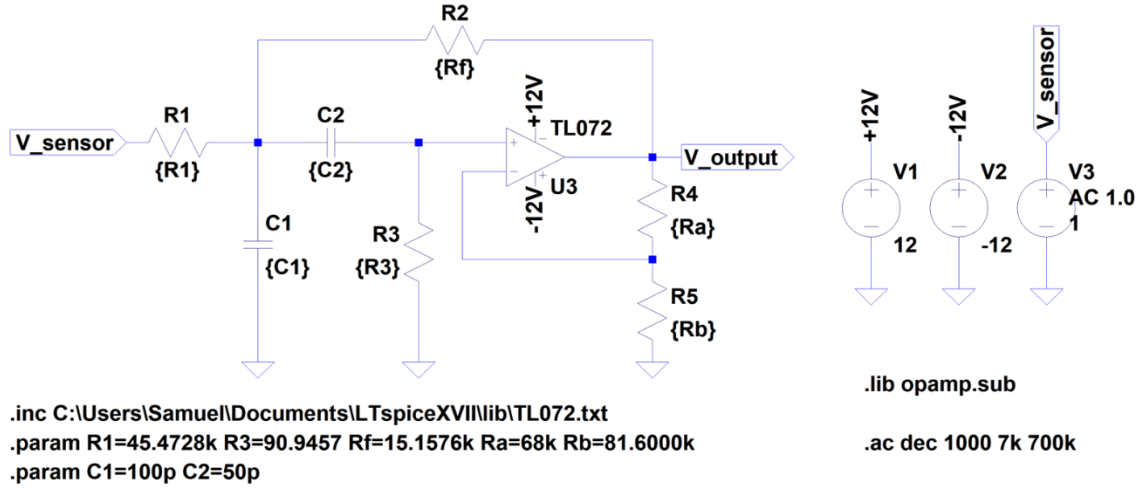 R2
{Rf}
V_sensor
R1
{R1}
C2
{C2}
+12V
TL072
U3
-12V
V_output
C1
{C1}
R3
{R3}
R4
{Ra}
R5
{Rb}
+12V
V1
12
-12V
V2
-12
V_sensor
V3
AC 1.0
1
.lib opamp.sub
.inc C:\Users\Samuel\Documents\LTspiceXVII\lib\TL072.txt
.param R1=45.4728k R3=90.9457 Rf=15.1576k Ra=68k Rb=81.6000k
.ac dec 1000 7k 700k
.param C1=100p C2=50p